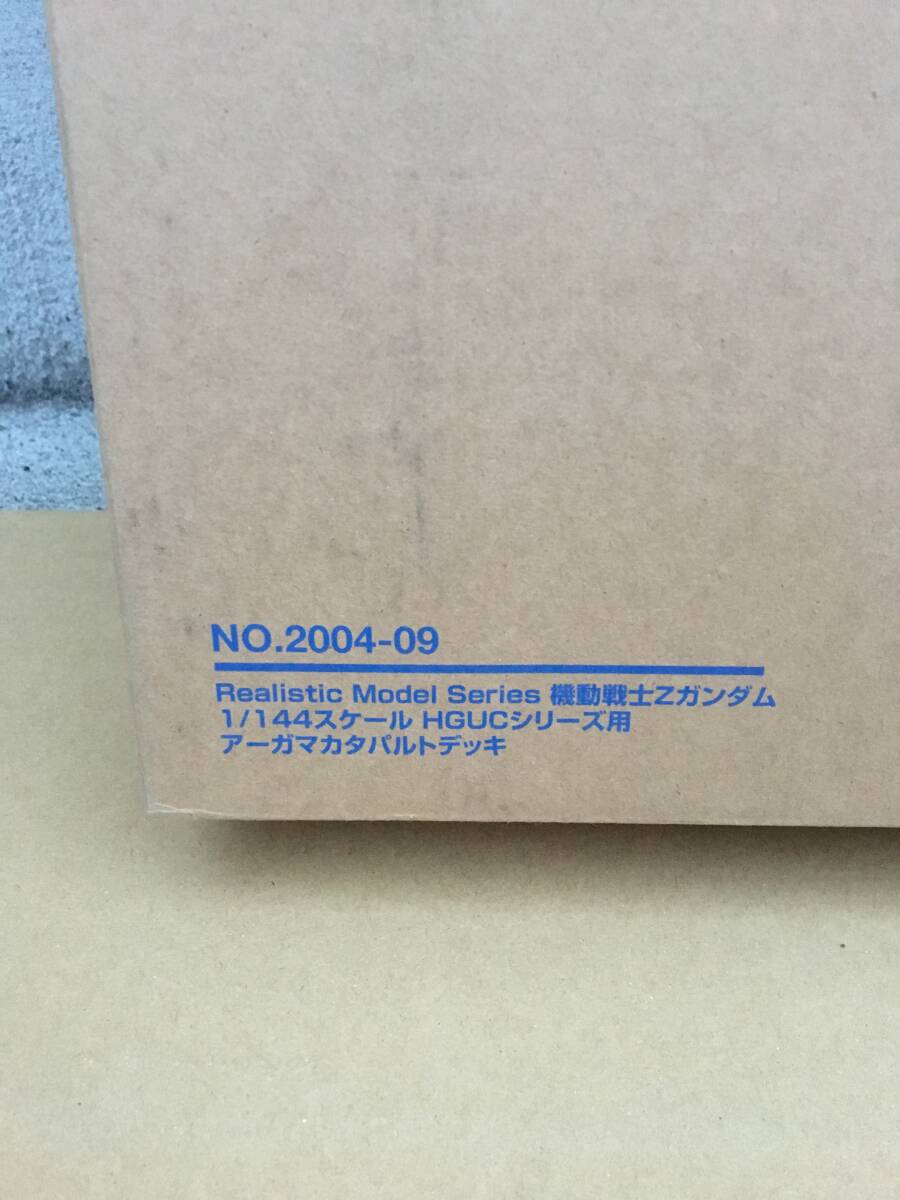 NO.2004-09
Realistic Model Series 機動戦士Zガンダム
1/144スケール HGUCシリーズ用
アーガマカタパルトデッキ